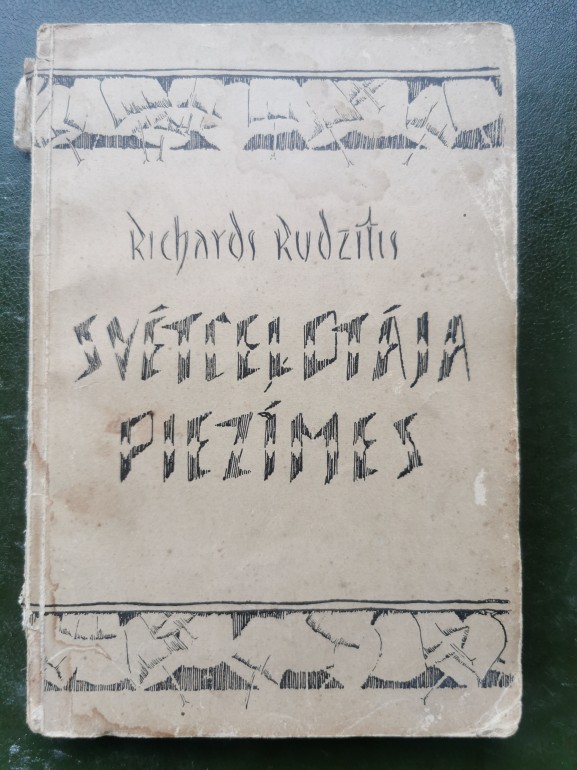 Richards Rudzītis
SVĒTCEĻOTĀJA
PIEZĪMES